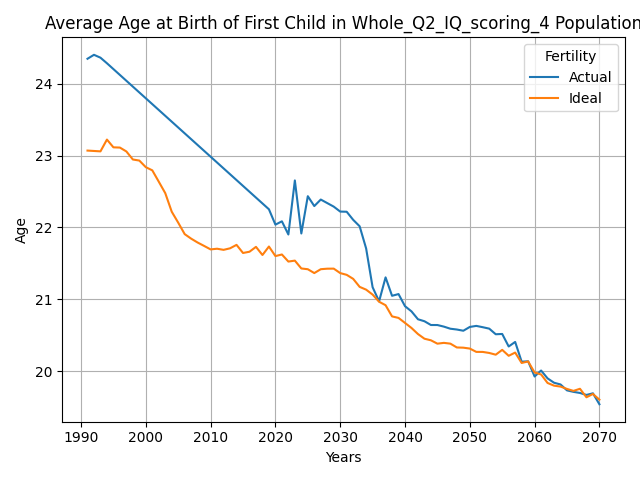 Average Age at Birth of First Child in Whole_Q2_IQ_scoring_4 Population
Fertility
Actual
Ideal
Age
24
23
22
21
20
1990 2000 2010 2020 2030 2040 2050 2060 2070
Years